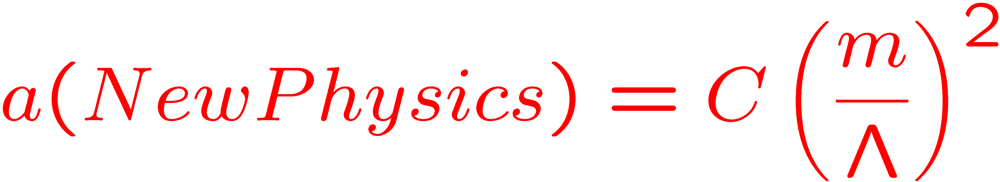 a(NewPhysics) = C (m/Λ)²